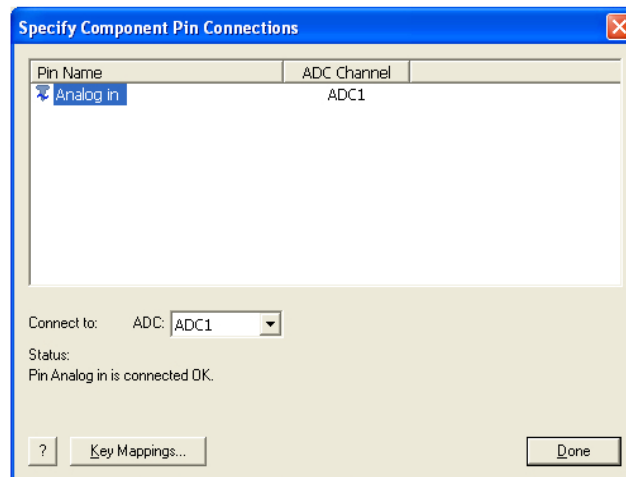 Specify Component Pin Connections
Pin Name ADC Channel
Analog in ADC1
Connect to: ADC: ADC1
Status:
Pin Analog in is connected OK.
? Key Mappings... Done